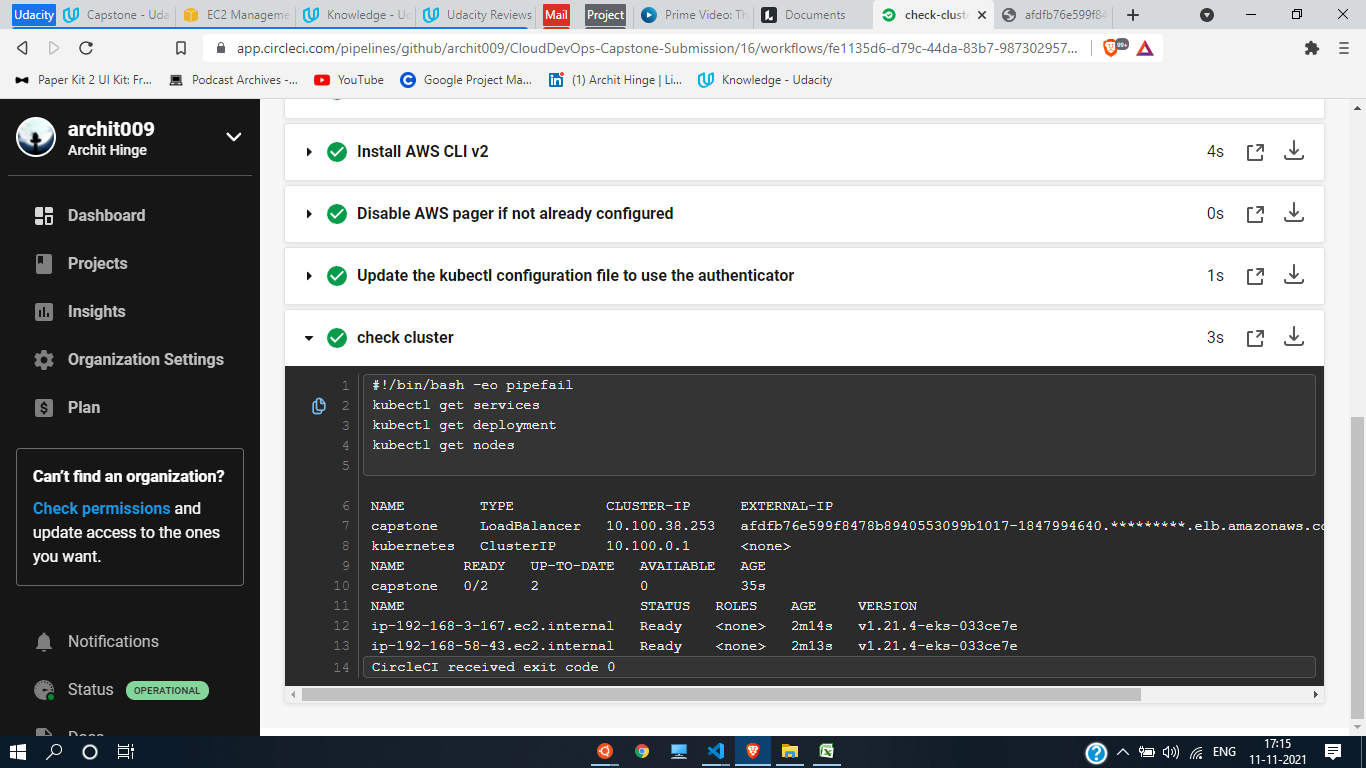 Udacity
Capstone - Uda
EC2 Manageme
Knowledge - Uc
Udacity Reviews
Mail
Project
Prime Video: Th
Documents
check-cluste
afdfb76e599f84
app.circleci.com/pipelines/github/archit009/CloudDevOps-Capstone-Submission/16/workflows/fe1135d6-d79c-44da-83b7-987302957...
99+
Paper Kit 2 UI Kit: Fr...
Podcast Archives -...
YouTube
Google Project Ma...
(1) Archit Hinge | Li...
Knowledge - Udacity
archit009
Archit Hinge
Dashboard
Projects
Insights
Organization Settings
Plan
Can't find an organization?
Check permissions and
update access to the ones
you want.
Notifications
Status OPERATIONAL
Docs
Install AWS CLI v2 4s
Disable AWS pager if not already configured 0s
Update the kubectl configuration file to use the authenticator 1s
check cluster 3s
1 #!/bin/bash -eo pipefail
2 kubectl get services
3 kubectl get deployment
4 kubectl get nodes
5
6 NAME TYPE CLUSTER-IP EXTERNAL-IP
7 capstone LoadBalancer 10.100.38.253 afdfb76e599f8478b8940553099b1017-1847994640.*********.elb.amazonaws.co
8 kubernetes ClusterIP 10.100.0.1 <none>
9 NAME READY UP-TO-DATE AVAILABLE AGE
10 capstone 0/2 2 0 35s
11 NAME STATUS ROLES AGE VERSION
12 ip-192-168-3-167.ec2.internal Ready <none> 2m14s v1.21.4-eks-033ce7e
13 ip-192-168-58-43.ec2.internal Ready <none> 2m13s v1.21.4-eks-033ce7e
14 CircleCI received exit code 0
ENG
17:15
11-11-2021